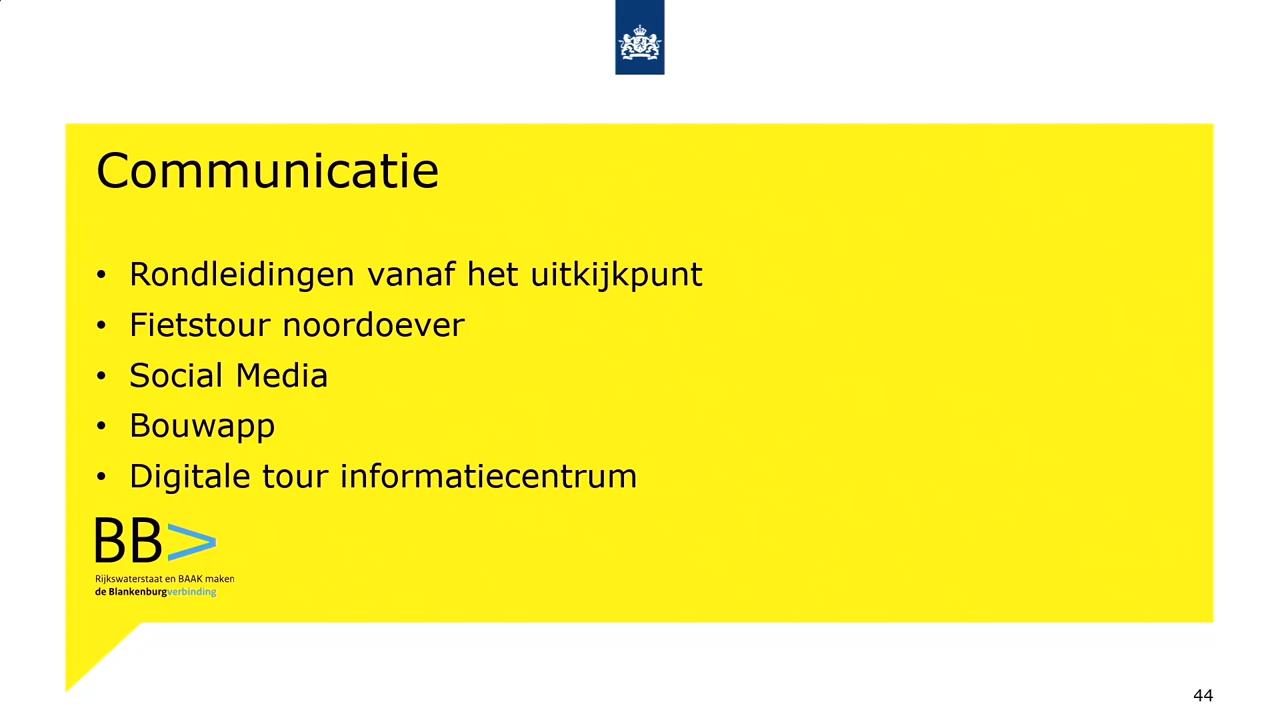 Communicatie
• Rondleidingen vanaf het uitkijkpunt
• Fietstour noordoever
• Social Media
• Bouwapp
• Digitale tour informatiecentrum
BB>
Rijkswaterstaat en BAAK maken
de Blankenburgverbinding
44